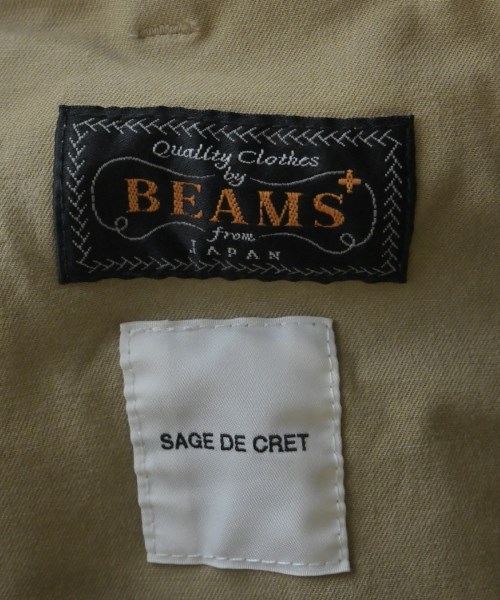 Quality Clothes
by
BEAMS+
from
JAPAN
SAGE DE CRET